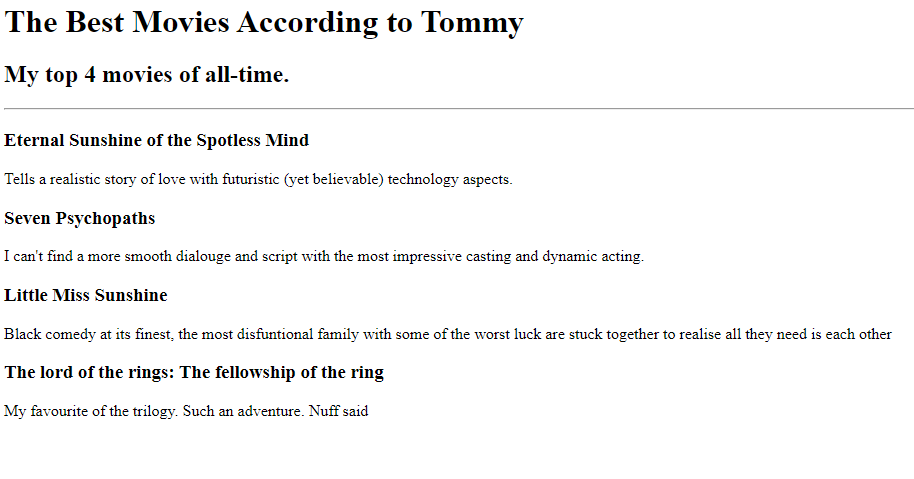 The Best Movies According to Tommy
My top 4 movies of all-time.
Eternal Sunshine of the Spotless Mind
Tells a realistic story of love with futuristic (yet believable) technology aspects.
Seven Psychopaths
I can't find a more smooth dialouge and script with the most impressive casting and dynamic acting.
Little Miss Sunshine
Black comedy at its finest, the most disfuntional family with some of the worst luck are stuck together to realise all they need is each other
The lord of the rings: The fellowship of the ring
My favourite of the trilogy. Such an adventure. Nuff said